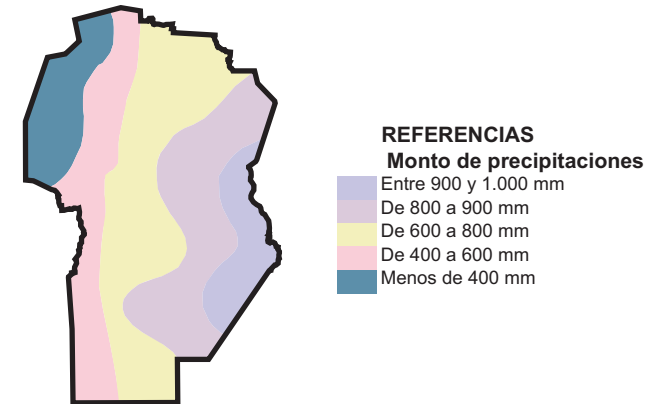 REFERENCIAS
Monto de precipitaciones
Entre 900 y 1.000 mm
De 800 a 900 mm
De 600 a 800 mm
De 400 a 600 mm
Menos de 400 mm